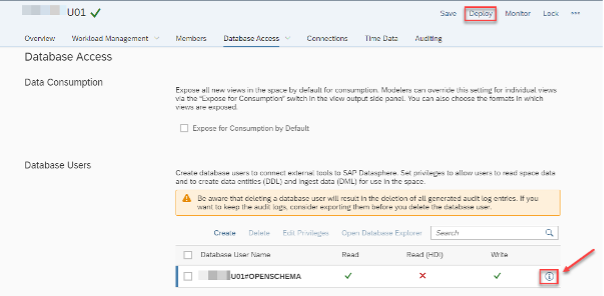 U01
Save Deploy Monitor Lock •••
Overview Workload Management Members Database Access Connections Time Data Auditing
Database Access
Data Consumption
Expose all new views in the space by default for consumption. Modelers can override this setting for individual views
via the "Expose for Consumption" switch in the view output side panel. You can also choose the formats in which
views are exposed.
Expose for Consumption by Default
Database Users
Create database users to connect external tools to SAP Datasphere. Set privileges to allow users to read space data
and to create data entities (DDL) and ingest data (DML) for use in the space.
Be aware that deleting a database user will result in the deletion of all generated audit log entries. If you
want to keep the audit logs, consider exporting them before you delete the database user.
Create Delete Edit Privileges Open Database Explorer Search
Database User Name Read Read (HDI) Write
U01#OPENSCHEMA